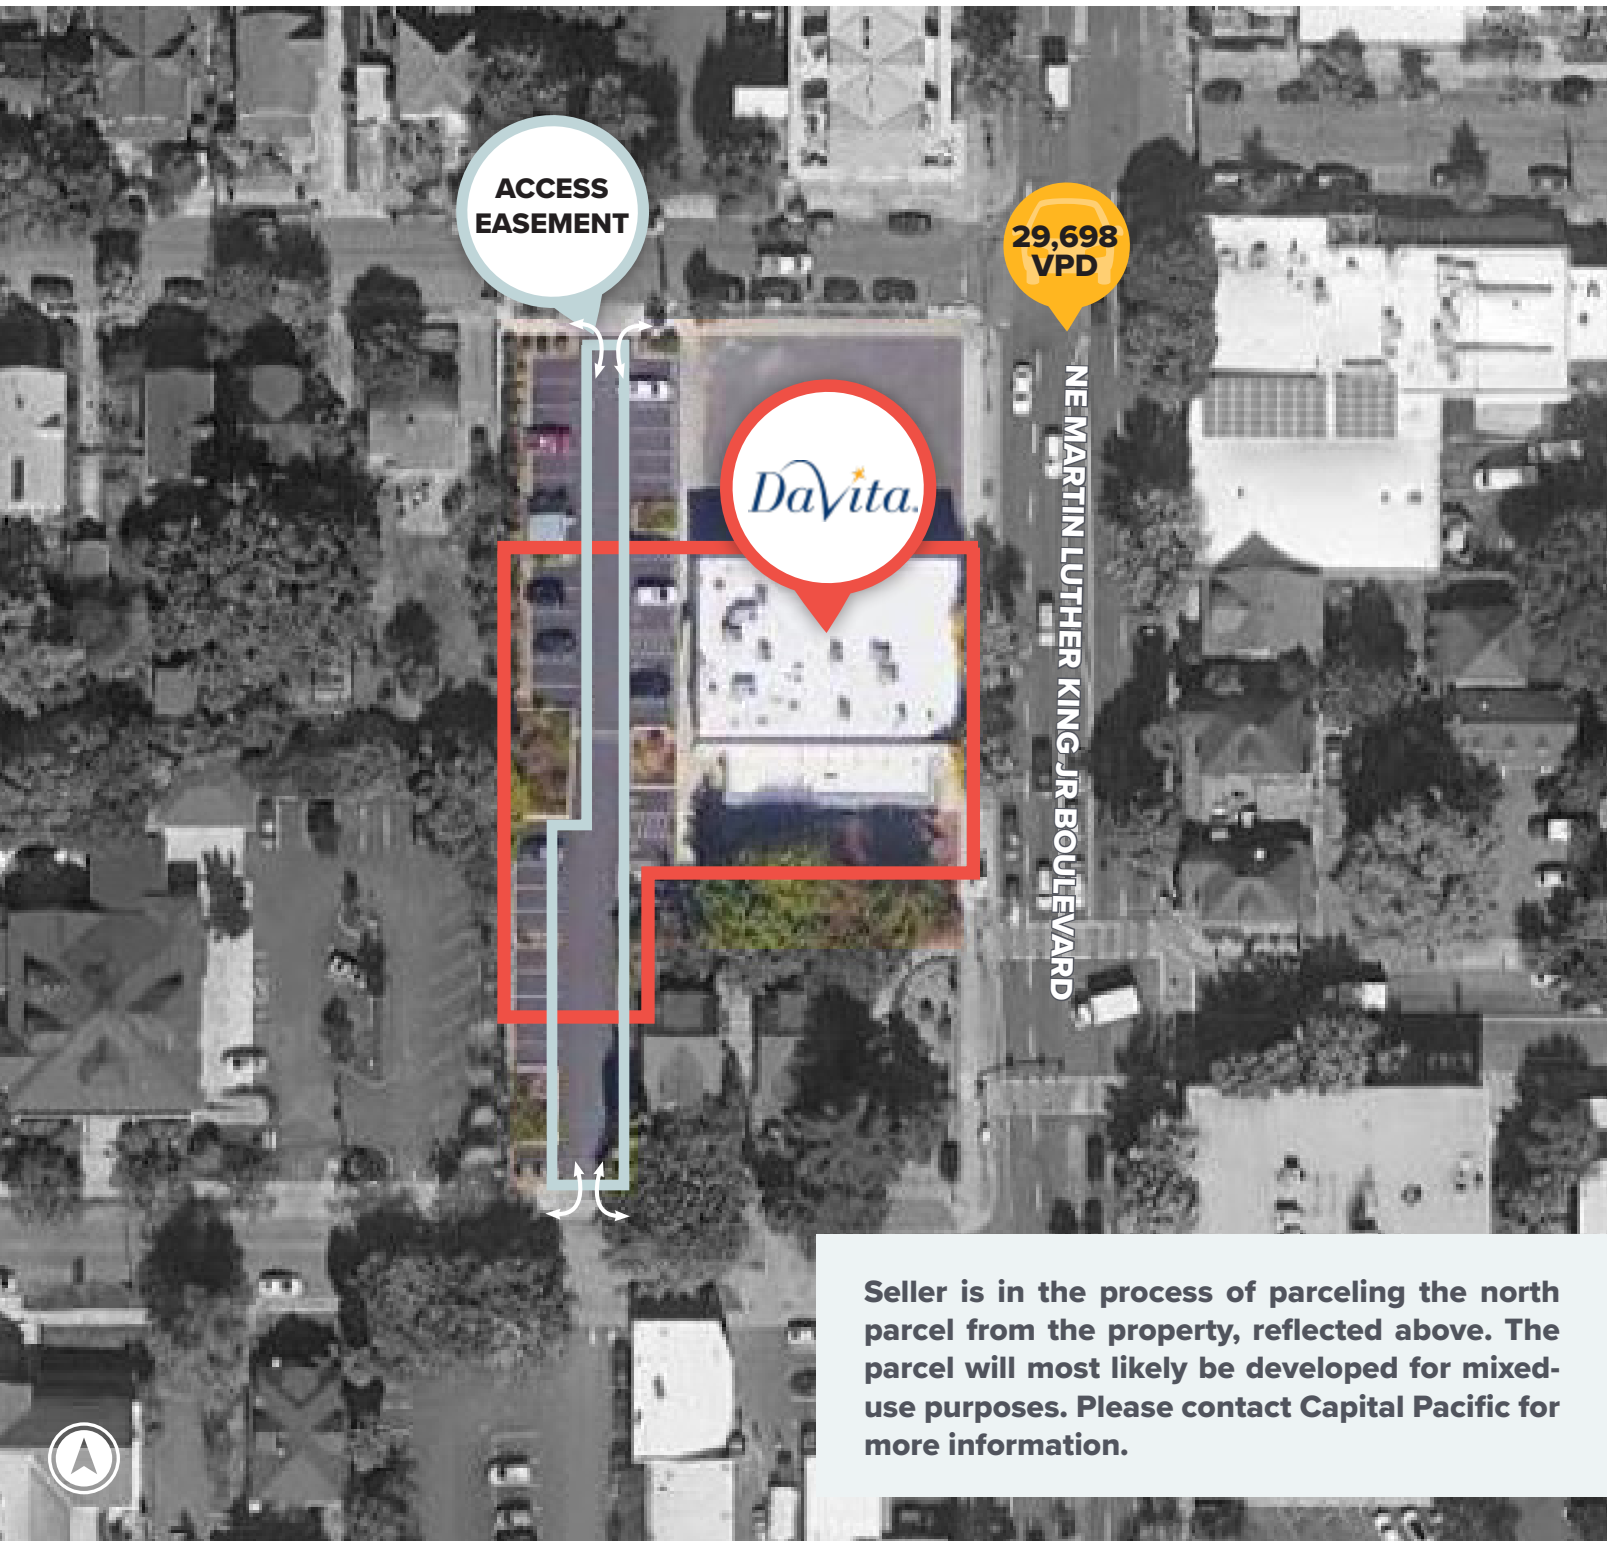 ACCESS
EASEMENT
29,698
VPD
DaVita.
NE MARTIN LUTHER KING JR BOULEVARD
Seller is in the process of parceling the north
parcel from the property, reflected above. The
parcel will most likely be developed for mixed-
use purposes. Please contact Capital Pacific for
more information.